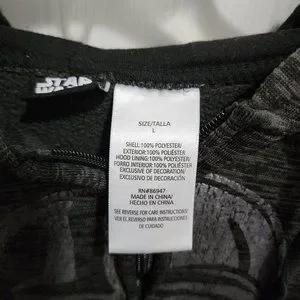 STAR
WARS
SIZE/TALLA
L
SHELL:100% POLYESTER/
EXTERIOR:100% POLIÉSTER
HOOD LINING:100% POLYESTER/
FORRO INTERIOR:100% POLIÉSTER
EXCLUSIVE OF DECORATION/
EXCLUSIVO DE DECORACIÓN
RN#86947
MADE IN CHINA/
HECHO EN CHINA
SEE REVERSE FOR CARE INSTRUCTIONS/
VER EL REVERSO PARA INSTRUCCIONES
DE CUIDADO